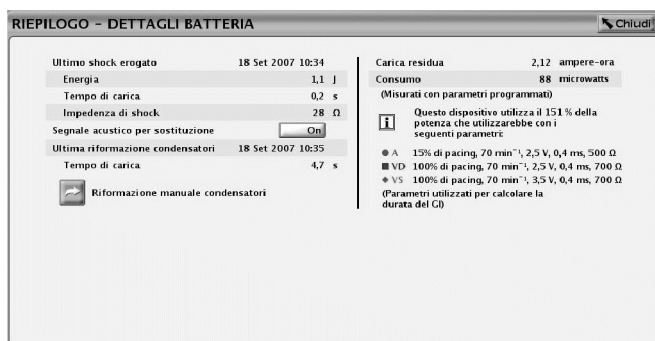 RIEPILOGO – DETTAGLI BATTERIA
Chiudi
Ultimo shock erogato 18 Set 2007 10:34
Energia 1,1 J
Tempo di carica 0,2 s
Impedenza di shock 28 Ω
Segnale acustico per sostituzione On
Ultima riformazione condensatori 18 Set 2007 10:35
Tempo di carica 4,7 s
Riformazione manuale condensatori
Carica residua 2,12 ampere-ora
Consumo 88 microwatts
(Misurati con parametri programmati)
i
Questo dispositivo utilizza il 151 % della
potenza che utilizzarebbe con i
seguenti parametri:
A 15% di pacing, 70 min⁻¹, 2,5 V, 0,4 ms, 500 Ω
VD 100% di pacing, 70 min⁻¹, 2,5 V, 0,4 ms, 700 Ω
VS 100% di pacing, 70 min⁻¹, 3,5 V, 0,4 ms, 700 Ω
(Parametri utilizzati per calcolare la
durata del GI)